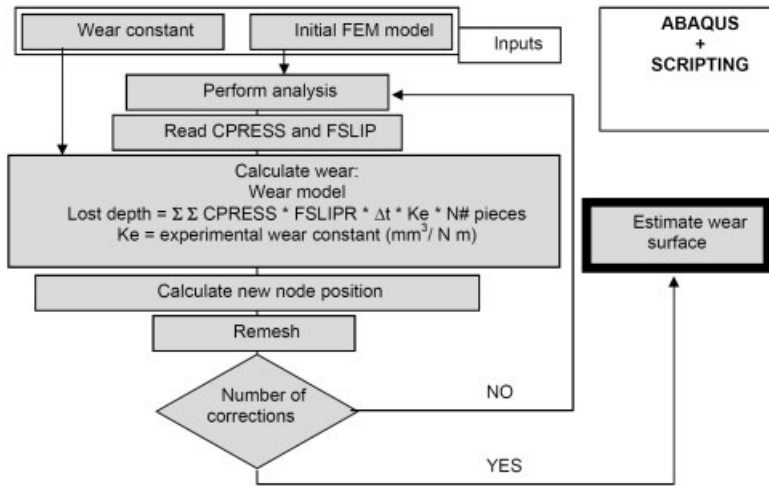 Wear constant
Initial FEM model
Inputs
ABAQUS
+
SCRIPTING
Perform analysis
Read CPRESS and FSLIP
Calculate wear:
Wear model
Lost depth = Σ Σ CPRESS * FSLIPR * Δt * Ke * N# pieces
Ke = experimental wear constant (mm³/ N m)
Estimate wear
surface
Calculate new node position
Remesh
Number of
corrections
NO
YES